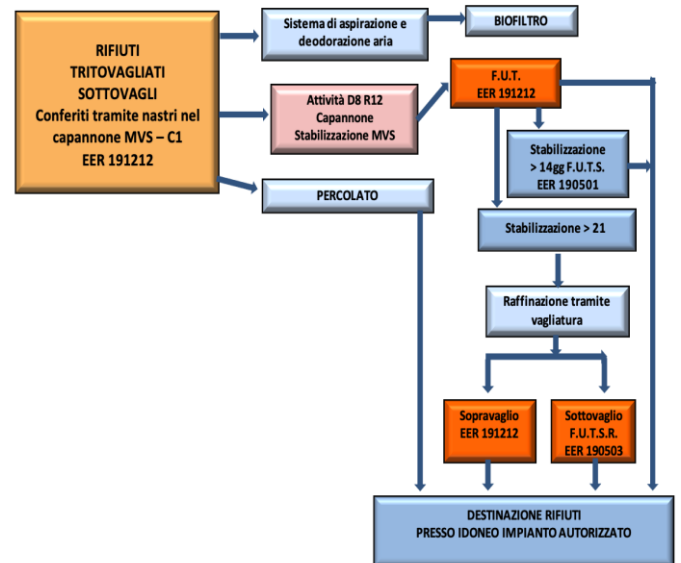 RIFIUTI
TRITOVAGLIATI
SOTTOVAGLI
Conferiti tramite nastri nel
capannone MVS – C1
EER 191212
Sistema di aspirazione e
deodorazione aria
BIOFILTRO
Attività D8 R12
Capannone
Stabilizzazione MVS
F.U.T.
EER 191212
Stabilizzazione
> 14gg F.U.T.S.
EER 190501
PERCOLATO
Stabilizzazione > 21
Raffinazione tramite
vagliatura
Sopravaglio
EER 191212
Sottovaglio
F.U.T.S.R.
EER 190503
DESTINAZIONE RIFIUTI
PRESSO IDONEO IMPIANTO AUTORIZZATO